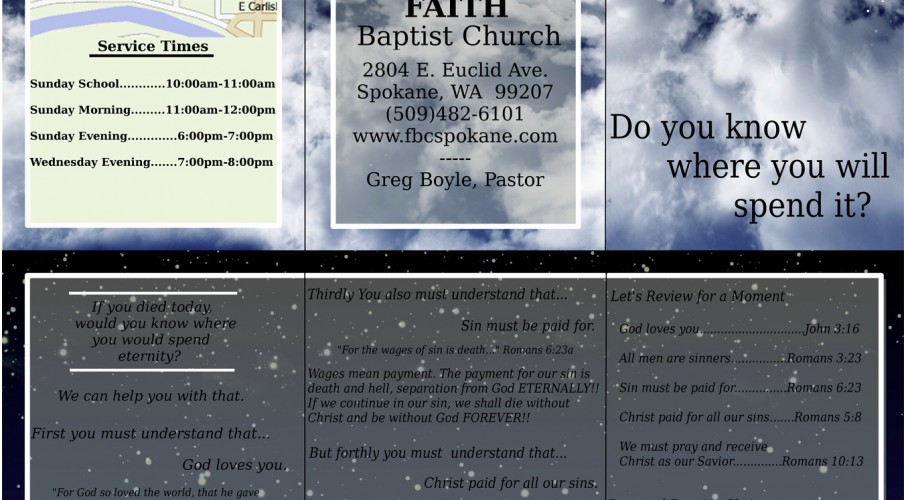 E Carlisl
Service Times
Sunday School............10:00am-11:00am
Sunday Morning.........11:00am-12:00pm
Sunday Evening.............6:00pm-7:00pm
Wednesday Evening.......7:00pm-8:00pm
FAITH
Baptist Church
2804 E. Euclid Ave.
Spokane, WA 99207
(509)482-6101
www.fbcspokane.com
-----
Greg Boyle, Pastor
Do you know
where you will
spend it?
If you died today,
would you know where
you would spend
eternity?
We can help you with that.
First you must understand that...
God loves you.
"For God so loved the world, that he gave
Thirdly You also must understand that...
Sin must be paid for.
"For the wages of sin is death..." Romans 6:23a
Wages mean payment. The payment for our sin is
death and hell, separation from God ETERNALLY!!
If we continue in our sin, we shall die without
Christ and be without God FOREVER!!
But forthly you must understand that...
Christ paid for all our sins.
Let's Review for a Moment
God loves you............................John 3:16
All men are sinners..............Romans 3:23
Sin must be paid for.............Romans 6:23
Christ paid for all our sins.......Romans 5:8
We must pray and receive
Christ as our Savior.............Romans 10:13